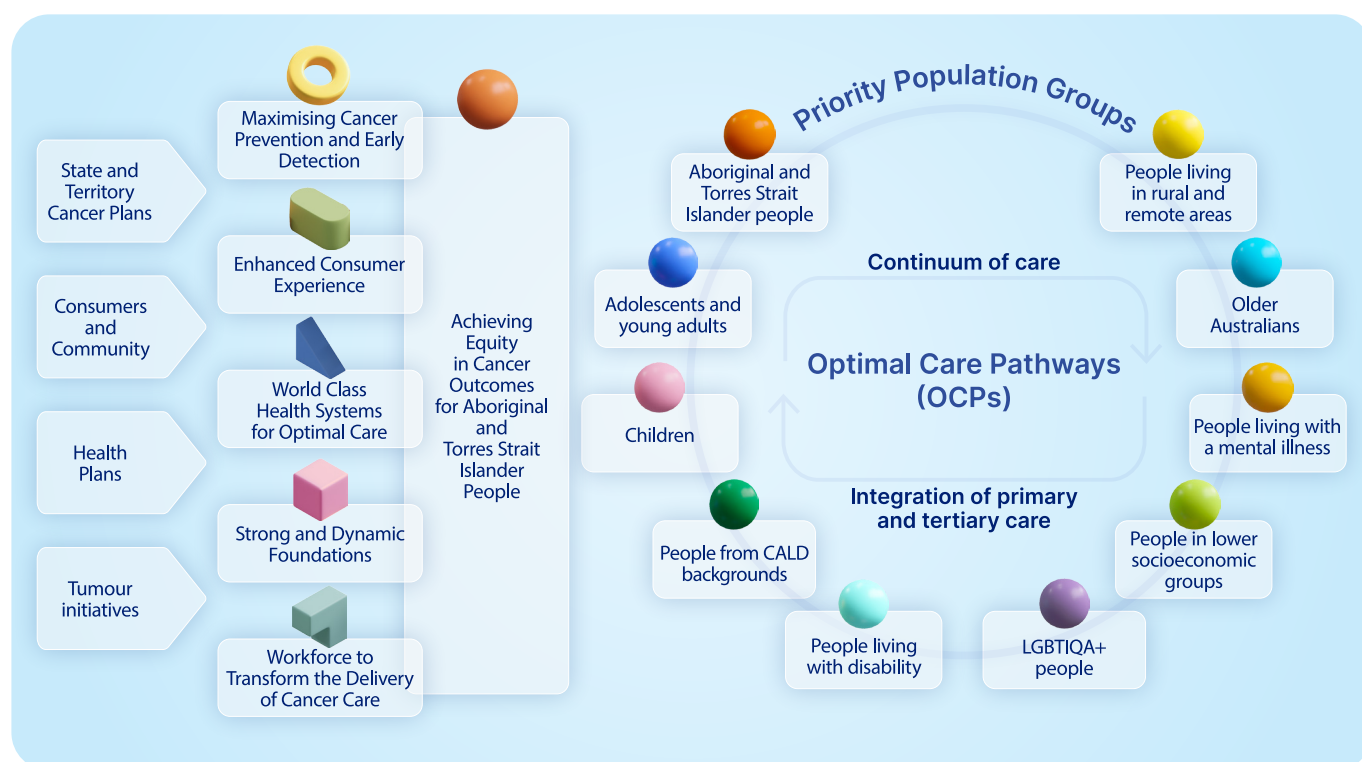 State and
Territory
Cancer Plans
Consumers
and
Community
Health
Plans
Tumour
initiatives
Maximising Cancer
Prevention and Early
Detection
Enhanced Consumer
Experience
World Class
Health Systems
for Optimal Care
Strong and Dynamic
Foundations
Workforce to
Transform the Delivery
of Cancer Care
Achieving
Equity
in Cancer
Outcomes
for Aboriginal
and
Torres Strait
Islander
People
Priority Population Groups
Aboriginal and
Torres Strait
Islander people
People living
in rural and
remote areas
Adolescents and
young adults
Older
Australians
Children
People living with
a mental illness
People from CALD
backgrounds
People in lower
socioeconomic
groups
People living
with disability
LGBTIQA+
people
Continuum of care
Optimal Care Pathways
(OCPs)
Integration of primary
and tertiary care